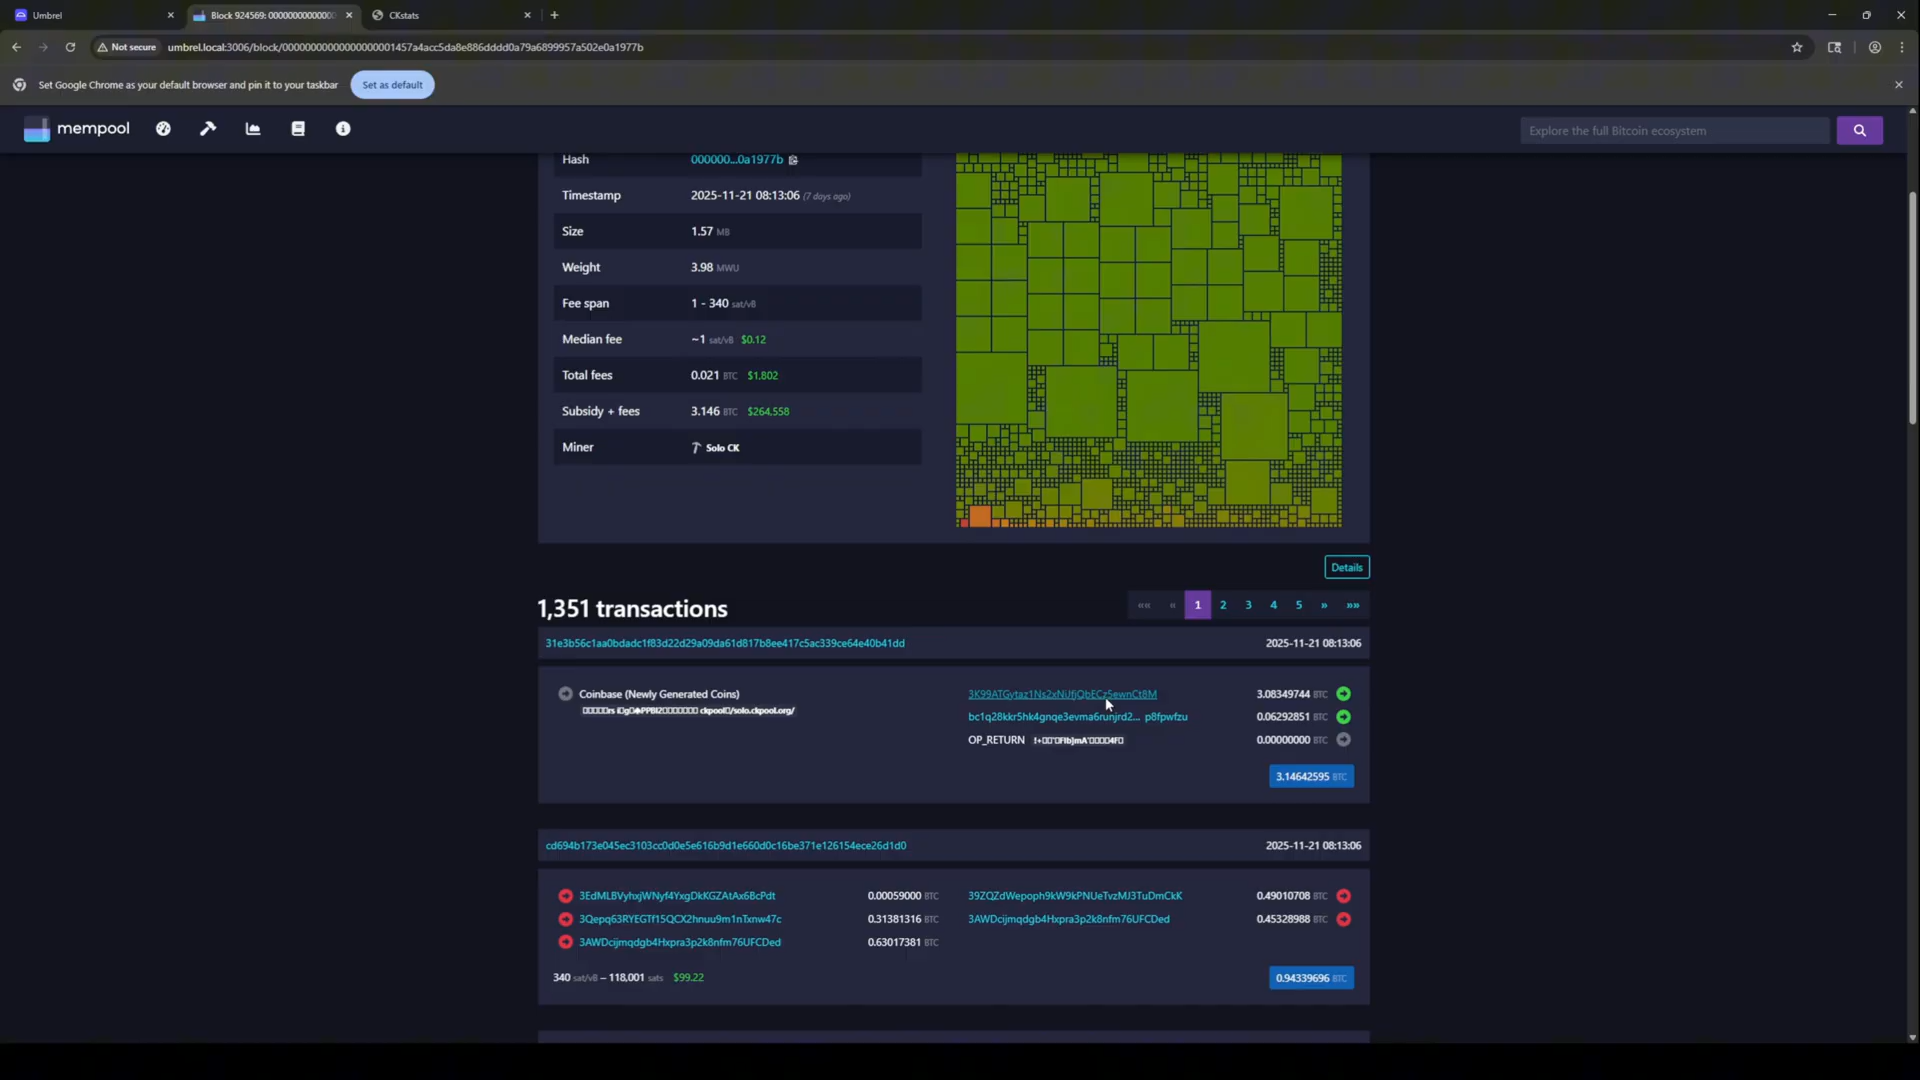 Umbrel
Block 924569: 0000000000000
CKstats
Not secure
umbrel.local:3006/block/00000000000000000001457a4acc5da8e886dddd0a79a6899957a502e0a1977b
Set Google Chrome as your default browser and pin it to your taskbar
Set as default
mempool
Explore the full Bitcoin ecosystem
Hash 000000...0a1977b
Timestamp 2025-11-21 08:13:06 (7 days ago)
Size 1.57 MB
Weight 3.98 MWU
Fee span 1 - 340 sat/vB
Median fee ~1 sat/vB $0.12
Total fees 0.021 BTC $1,802
Subsidy + fees 3.146 BTC $264,558
Miner Solo CK
Details
1,351 transactions
«« « 1 2 3 4 5 » »»
31e3b56c1aa0bdadc1f83d22d29a09da61d817b8ee417c5ac339ce64e40b41dd 2025-11-21 08:13:06
Coinbase (Newly Generated Coins) 3K99ATGytaz1Ns2xNiJfjQbECz5ewnCt8M 3.08349744 BTC
ckpool/solo.ckpool.org/ bc1q28kkr5hk4gnqe3evma6runjrd2... p8fpwfzu 0.06292851 BTC
OP_RETURN 0.00000000 BTC
3.14642595 BTC
cd694b173e045ec3103cc0d0e5e616b9d1e660d0c16be371e126154ece26d1d0 2025-11-21 08:13:06
3EdMLBVyhxjWNyf4YxgDkKGZAtAx6BcPdt 0.00059000 BTC 39ZQZdWepoph9kW9kPNUeTvzMJ3TuDmCkK 0.49010708 BTC
3Qepq63RYEGTf15QCX2hnuu9m1nTxnw47c 0.31381316 BTC 3AWDcijmqdgb4Hxpra3p2k8nfm76UFCDed 0.45328988 BTC
3AWDcijmqdgb4Hxpra3p2k8nfm76UFCDed 0.63017381 BTC
340 sat/vB – 118,001 sats $99.22 0.94339696 BTC